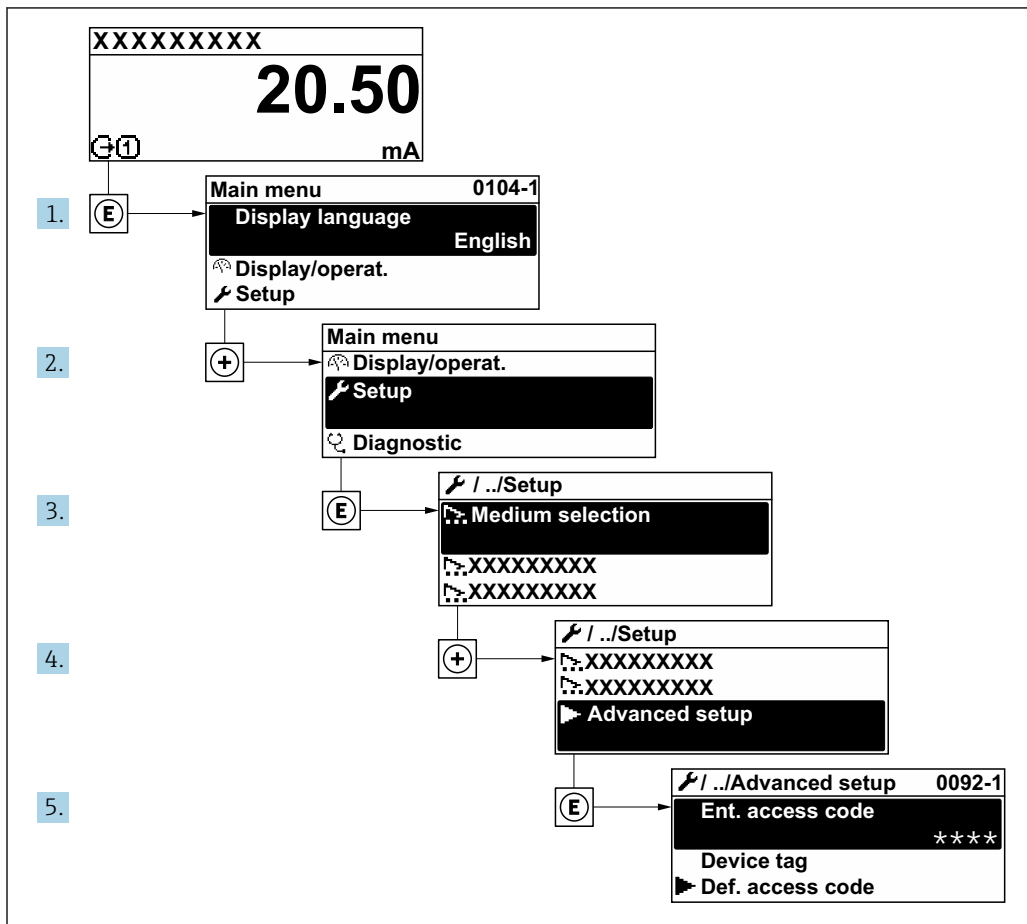 XXXXXXXXX
20.50
1 mA
1. E Main menu 0104-1
Display language
English
Display/operat.
Setup
2. + Main menu
Display/operat.
Setup
Diagnostic
3. E / ../Setup
Medium selection
XXXXXXXXX
XXXXXXXXX
4. + / ../Setup
XXXXXXXXX
XXXXXXXXX
Advanced setup
5. E / ../Advanced setup 0092-1
Ent. access code
****
Device tag
Def. access code